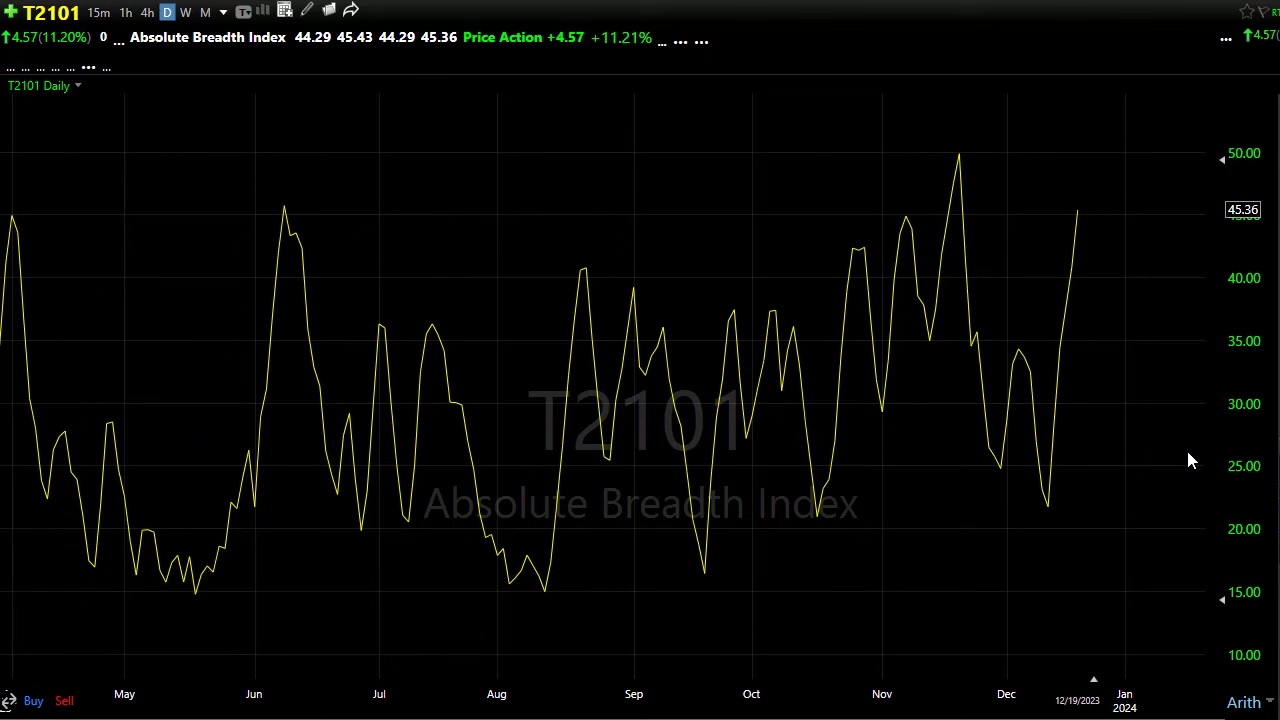 T2101 15m 1h 4h D W M T
4.57(11.20%) 0 ... Absolute Breadth Index 44.29 45.43 44.29 45.36 Price Action +4.57 +11.21% ... ... ... ... 4.57(
... ... ... ... ... ... ...
T2101 Daily
50.00
45.36
40.00
35.00
30.00
25.00
20.00
15.00
10.00
T2101
Absolute Breadth Index
May Jun Jul Aug Sep Oct Nov Dec Jan
12/19/2023 2024
Buy Sell
Arith